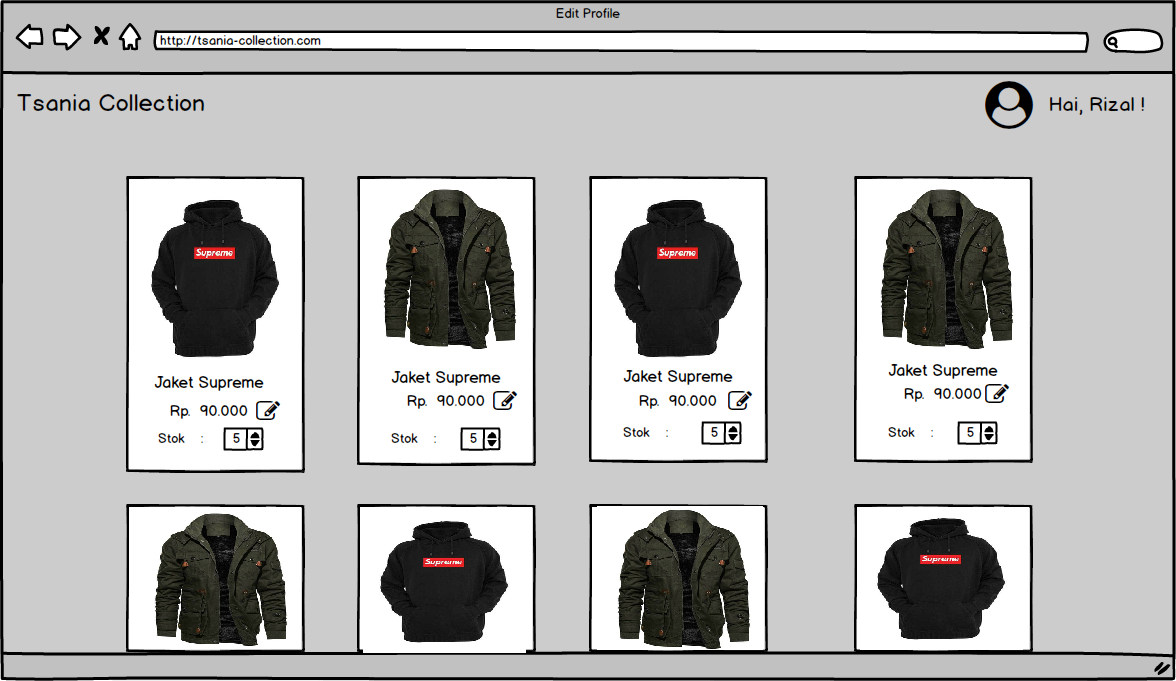 Edit Profile
http://tsania-collection.com
Tsania Collection
Hai, Rizal !
Supreme
Supreme
Jaket Supreme
Rp. 90.000
Stok : 5
Jaket Supreme
Rp. 90.000
Stok : 5
Jaket Supreme
Rp. 90.000
Stok : 5
Jaket Supreme
Rp. 90.000
Stok : 5
Supreme
Supreme